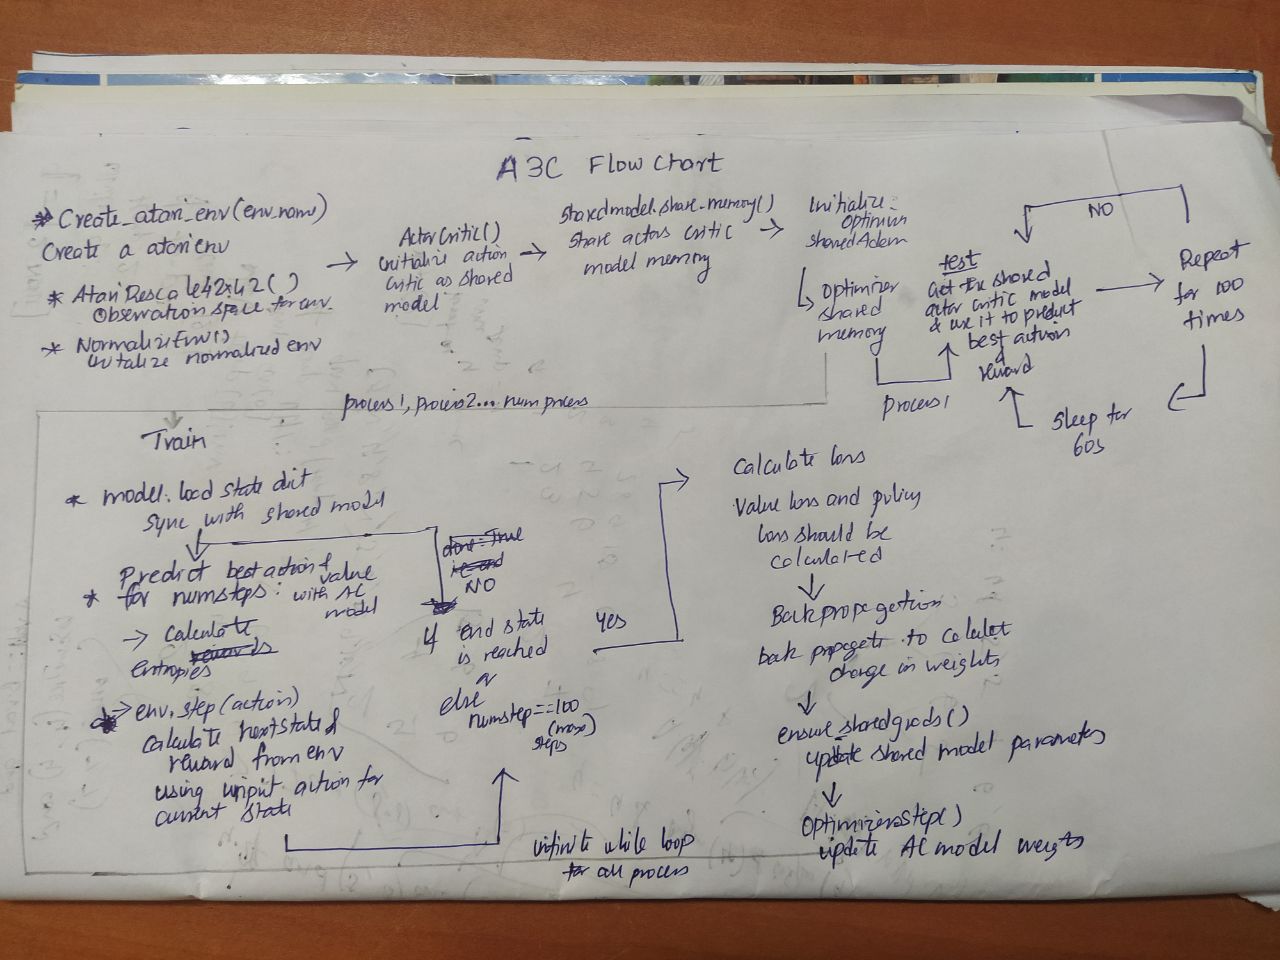 A3C Flow Chart
* Create_atari_env(env_name)
Create a atari env
* AtariRescale42x42()
Observation space for env.
* NormalizeEnv()
initalize normalized env
ActorCritic()
initialize action
critic as shared
model
Sharedmodel.share_memory()
Share actors critic
model memory
Initialize:
Optimum
sharedAdam
optimizer
shared
memory
test
get the shared
actor critic model
& use it to predict
best action
&
reward
NO
Repeat
for 100
times
Sleep for
60s
process1
process1, process2... num process
Train
* model.load state dict
Sync with shared model
* Predict best action &
for numsteps: value
with AC
model
→ Calculate
entropies
→ env.step(action)
Calculate next state &
reward from env
using input action for
current state
done=True
NO
if end state
is reached
or
else
numstep==100
(max)
steps
yes
Calculate loss
Value loss and policy
loss should be
calculated
Backpropagation
back propagate to calculat
change in weights
ensure_sharedgrads()
update shared model parameters
Optimizer.step()
update AC model weights
infinite while loop
for all process